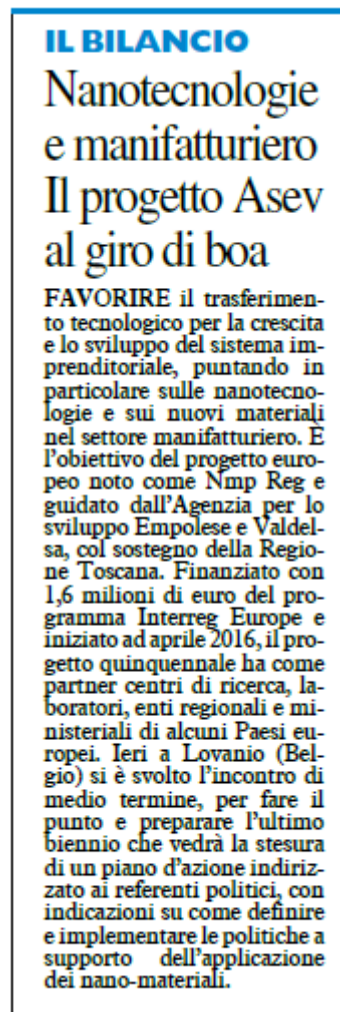 IL BILANCIO
Nanotecnologie
e manifatturiero
Il progetto Asev
al giro di boa
FAVORIRE il trasferimen-
to tecnologico per la crescita
e lo sviluppo del sistema im-
prenditoriale, puntando in
particolare sulle nanotecno-
logie e sui nuovi materiali
nel settore manifatturiero. È
l'obiettivo del progetto euro-
peo noto come Nmp Reg e
guidato dall'Agenzia per lo
sviluppo Empolese e Valdel-
sa, col sostegno della Regio-
ne Toscana. Finanziato con
1,6 milioni di euro del pro-
gramma Interreg Europe e
iniziato ad aprile 2016, il pro-
getto quinquennale ha come
partner centri di ricerca, la-
boratori, enti regionali e mi-
nisteriali di alcuni Paesi eu-
ropei. Ieri a Lovanio (Bel-
gio) si è svolto l'incontro di
medio termine, per fare il
punto e preparare l'ultimo
biennio che vedrà la stesura
di un piano d'azione indiriz-
zato ai referenti politici, con
indicazioni su come definire
e implementare le politiche a
supporto dell'applicazione
dei nano-materiali.